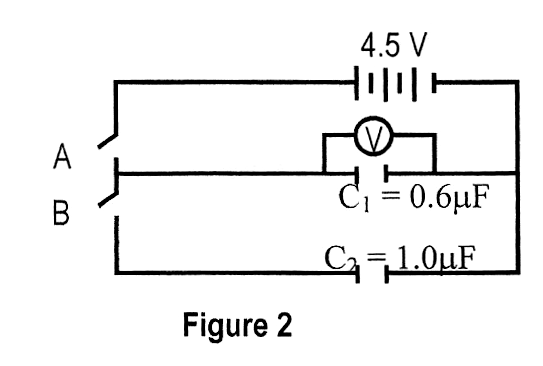 4.5 V
V
A
C₁ = 0.6μF
B
C₂ = 1.0μF
Figure 2